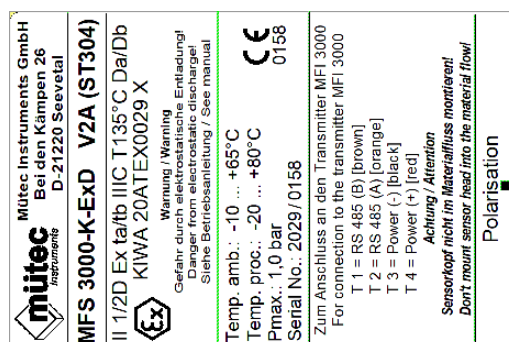 mütec
instruments
Mütec Instruments GmbH
Bei den Kämpen 26
D-21220 Seevetal
MFS 3000-K-ExD V2A (ST304)
II 1/2D Ex ta/tb IIIC T135°C Da/Db
KIWA 20ATEX0029 X
Ex
Warnung / Warning
Gefahr durch elektrostatische Entladung!
Danger from electrostatic discharge!
Siehe Betriebsanleitung / See manual
Temp. amb.: -10 ... +65°C
Temp. proc.: -20 ... +80°C
Pmax.: 1,0 bar
Serial No.: 2029 / 0158
CE
0158
Zum Anschluss an den Transmitter MFI 3000
For connection to the transmitter MFI 3000
T 1 = RS 485 (B) [brown]
T 2 = RS 485 (A) [orange]
T 3 = Power (-) [black]
T 4 = Power (+) [red]
Achtung / Attention
Sensorkopf nicht im Materialfluss montieren!
Don't mount sensor head into the material flow!
Polarisation